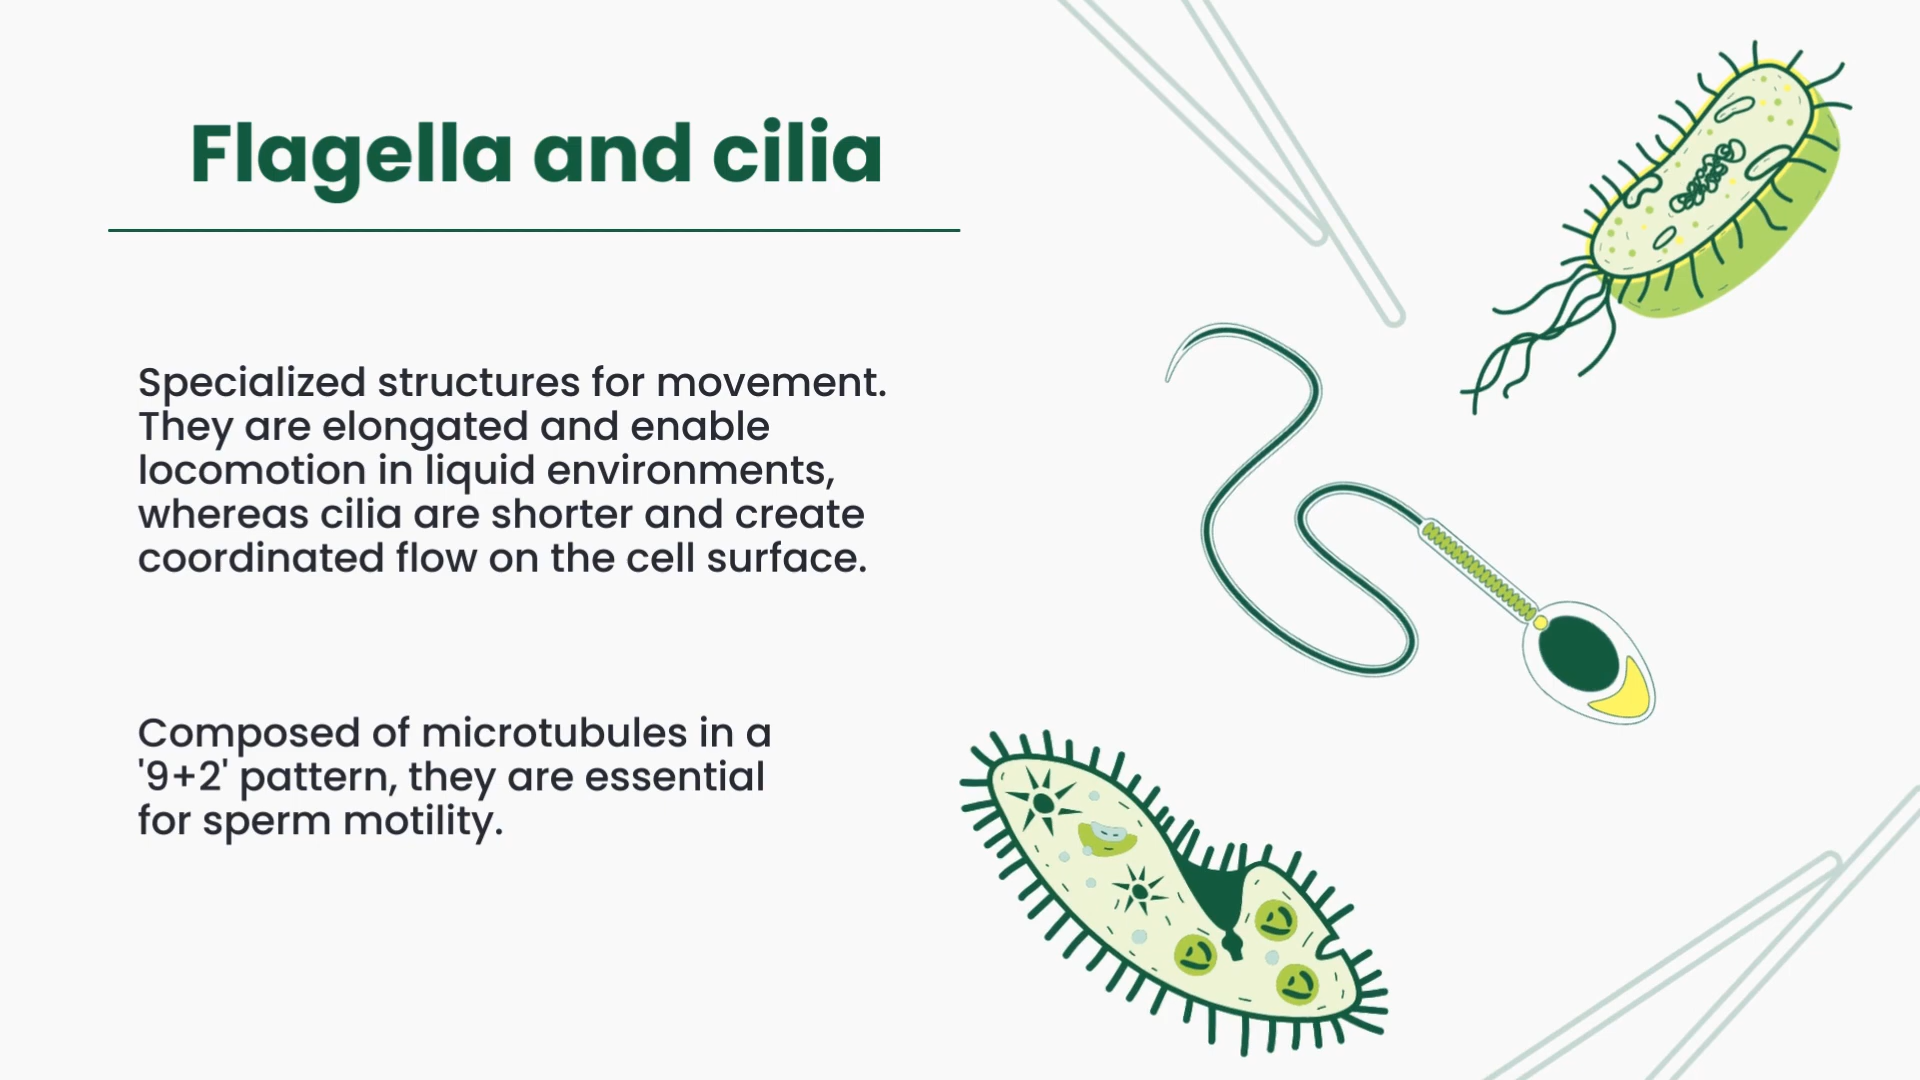 Flagella and cilia
Specialized structures for movement.
They are elongated and enable
locomotion in liquid environments,
whereas cilia are shorter and create
coordinated flow on the cell surface.
Composed of microtubules in a
'9+2' pattern, they are essential
for sperm motility.